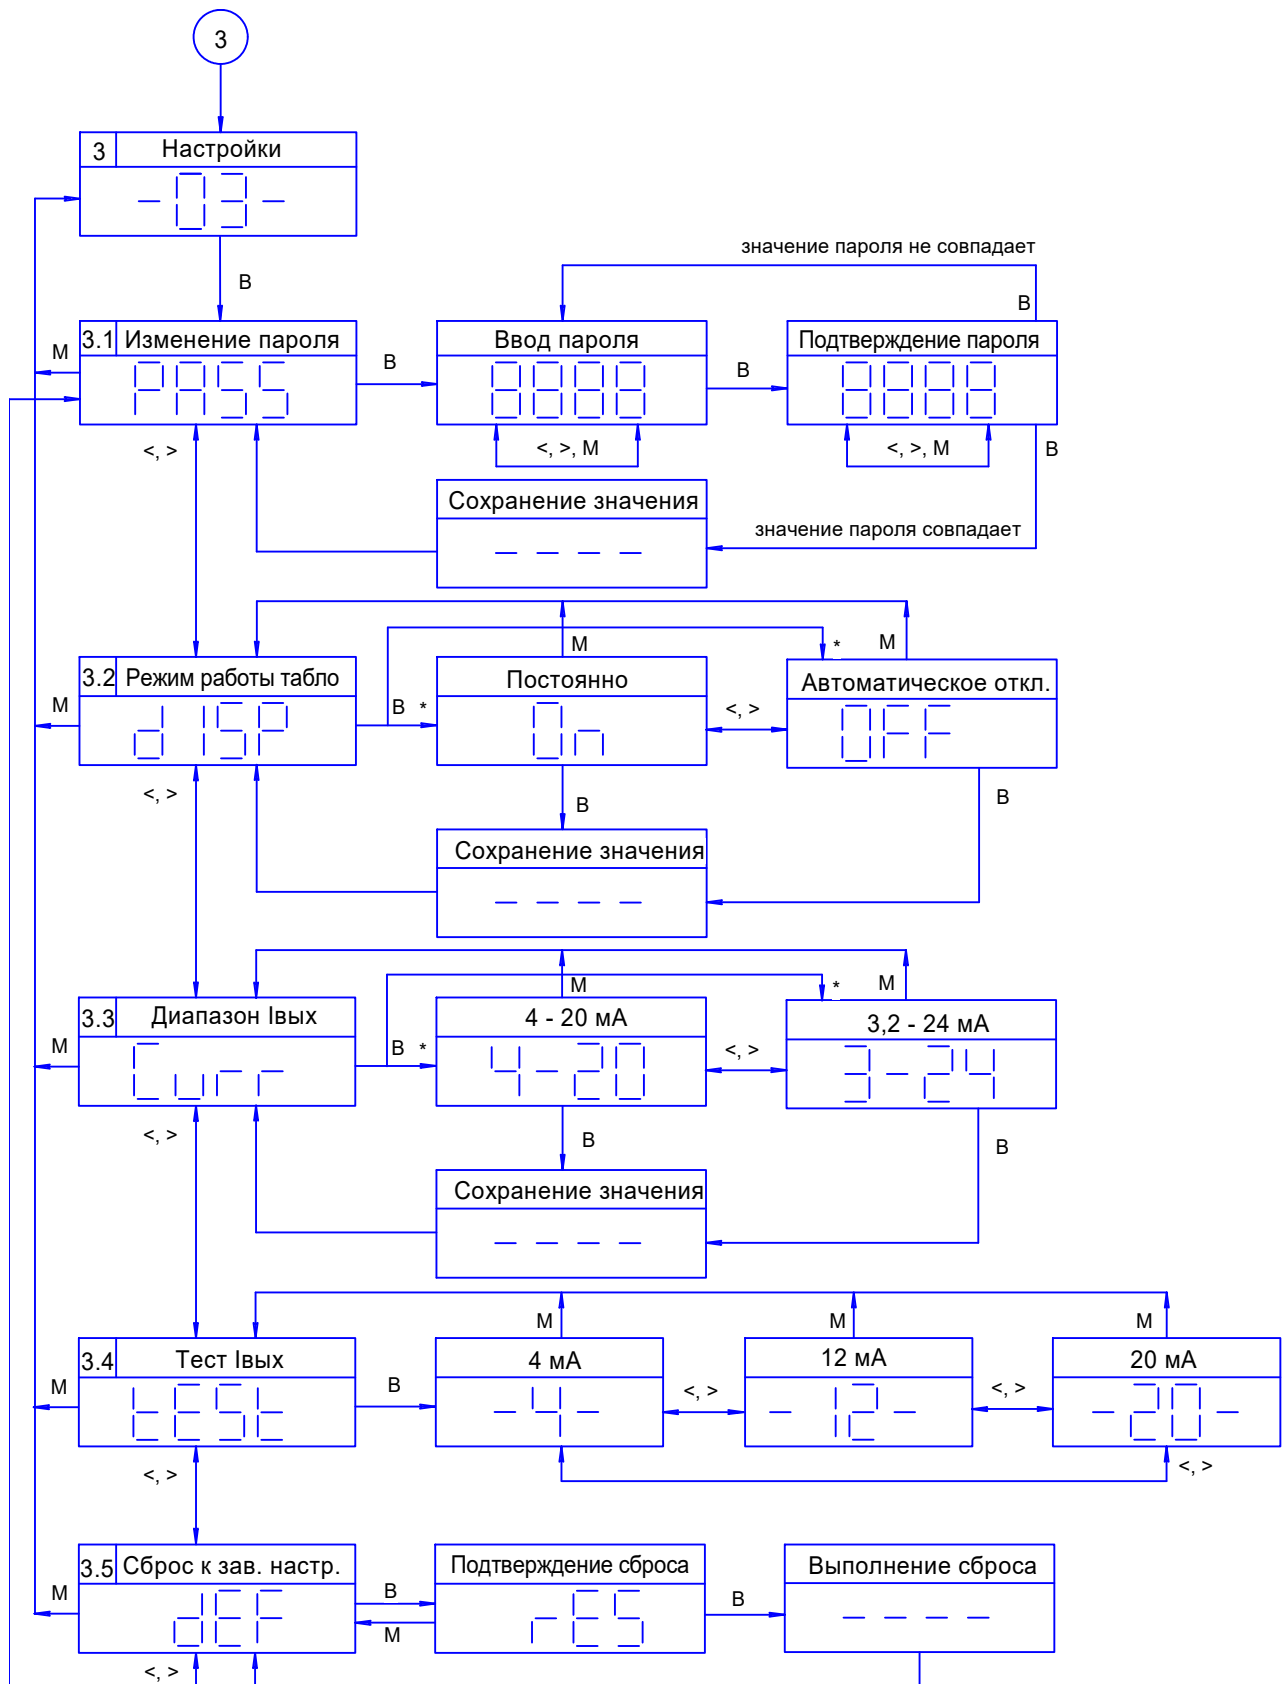 3
3 Настройки
-03-
В
значение пароля не совпадает
В
3.1 Изменение пароля
PASS
М
В
Ввод пароля
8888
<, >, М
В
Подтверждение пароля
8888
<, >, М
В
<, >
Сохранение значения
- - - -
значение пароля совпадает
3.2 Режим работы табло
dISP
М
В *
М
Постоянно
On
<, >
*
М
Автоматическое откл.
OFF
<, >
В
В
Сохранение значения
- - - -
3.3 Диапазон Iвых
Curr
М
В *
М
4 - 20 мА
4-20
<, >
*
М
3,2 - 24 мА
3-24
<, >
В
В
Сохранение значения
- - - -
М
М
М
3.4 Тест Iвых
tESt
М
В
4 мА
-4-
<, >
12 мА
-12-
<, >
20 мА
-20-
<, >
<, >
3.5 Сброс к зав. настр.
dEF
М
В
М
Подтверждение сброса
rES
В
Выполнение сброса
- - - -
<, >